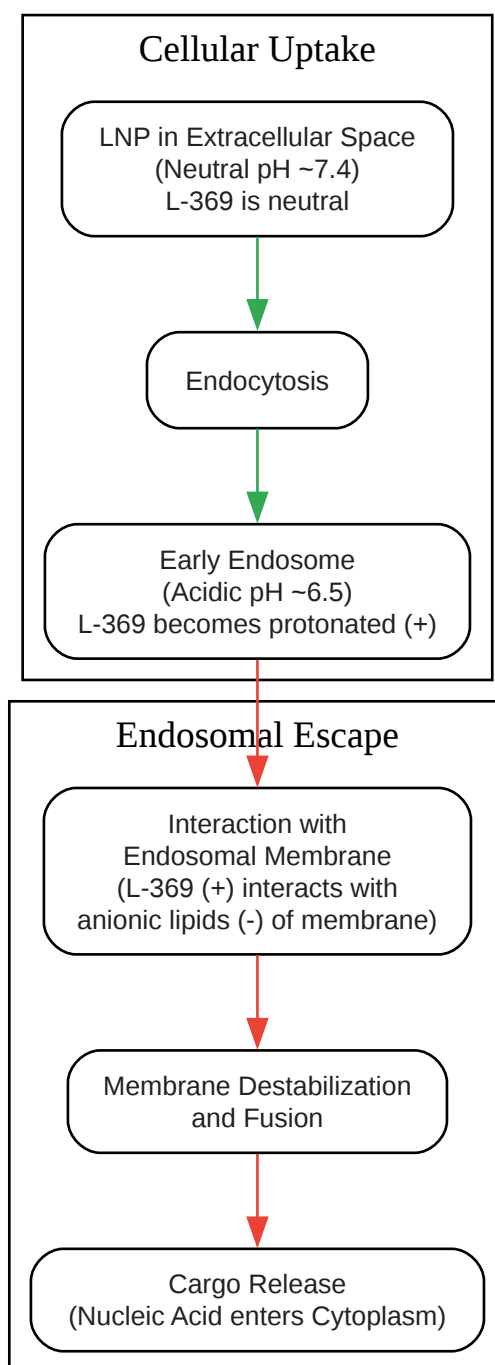 Cellular Uptake
LNP in Extracellular Space
(Neutral pH ~7.4)
L-369 is neutral
Endocytosis
Early Endosome
(Acidic pH ~6.5)
L-369 becomes protonated (+)
Endosomal Escape
Interaction with
Endosomal Membrane
(L-369 (+) interacts with
anionic lipids (-) of membrane)
Membrane Destabilization
and Fusion
Cargo Release
(Nucleic Acid enters Cytoplasm)